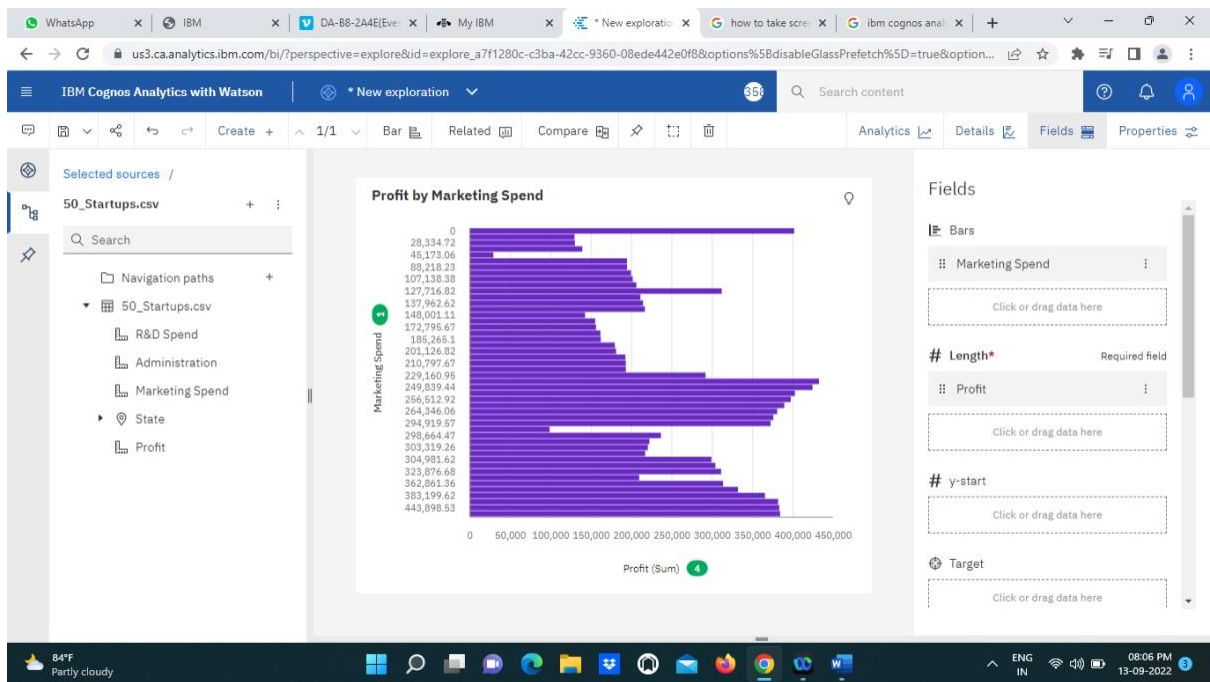 WhatsApp
IBM
DA-B8-2A4E(Ever
My IBM
* New exploratio
how to take scre
ibm cognos anal
us3.ca.analytics.ibm.com/bi/?perspective=explore&id=explore_a7f1280c-c3ba-42cc-9360-08ede442e0f8&options%5BdisableGlassPrefetch%5D=true&option...
IBM Cognos Analytics with Watson
* New exploration
Search content
Create +
1/1
Bar
Related
Compare
Analytics
Details
Fields
Properties
Selected sources /
50_Startups.csv
Search
Navigation paths
50_Startups.csv
R&D Spend
Administration
Marketing Spend
State
Profit
Profit by Marketing Spend
Marketing Spend
1
0
28,334.72
45,173.06
88,218.23
107,138.38
127,716.82
137,962.62
148,001.11
172,795.67
185,265.1
201,126.82
210,797.67
229,160.95
249,839.44
256,512.92
264,346.06
294,919.57
298,664.47
303,319.26
304,981.62
323,876.68
362,861.36
383,199.62
443,898.53
0 50,000 100,000 150,000 200,000 250,000 300,000 350,000 400,000 450,000
Profit (Sum) 4
Fields
Bars
Marketing Spend
Click or drag data here
# Length* Required field
Profit
Click or drag data here
# y-start
Click or drag data here
Target
Click or drag data here
84°F
Partly cloudy
ENG
IN
08:06 PM
13-09-2022
3